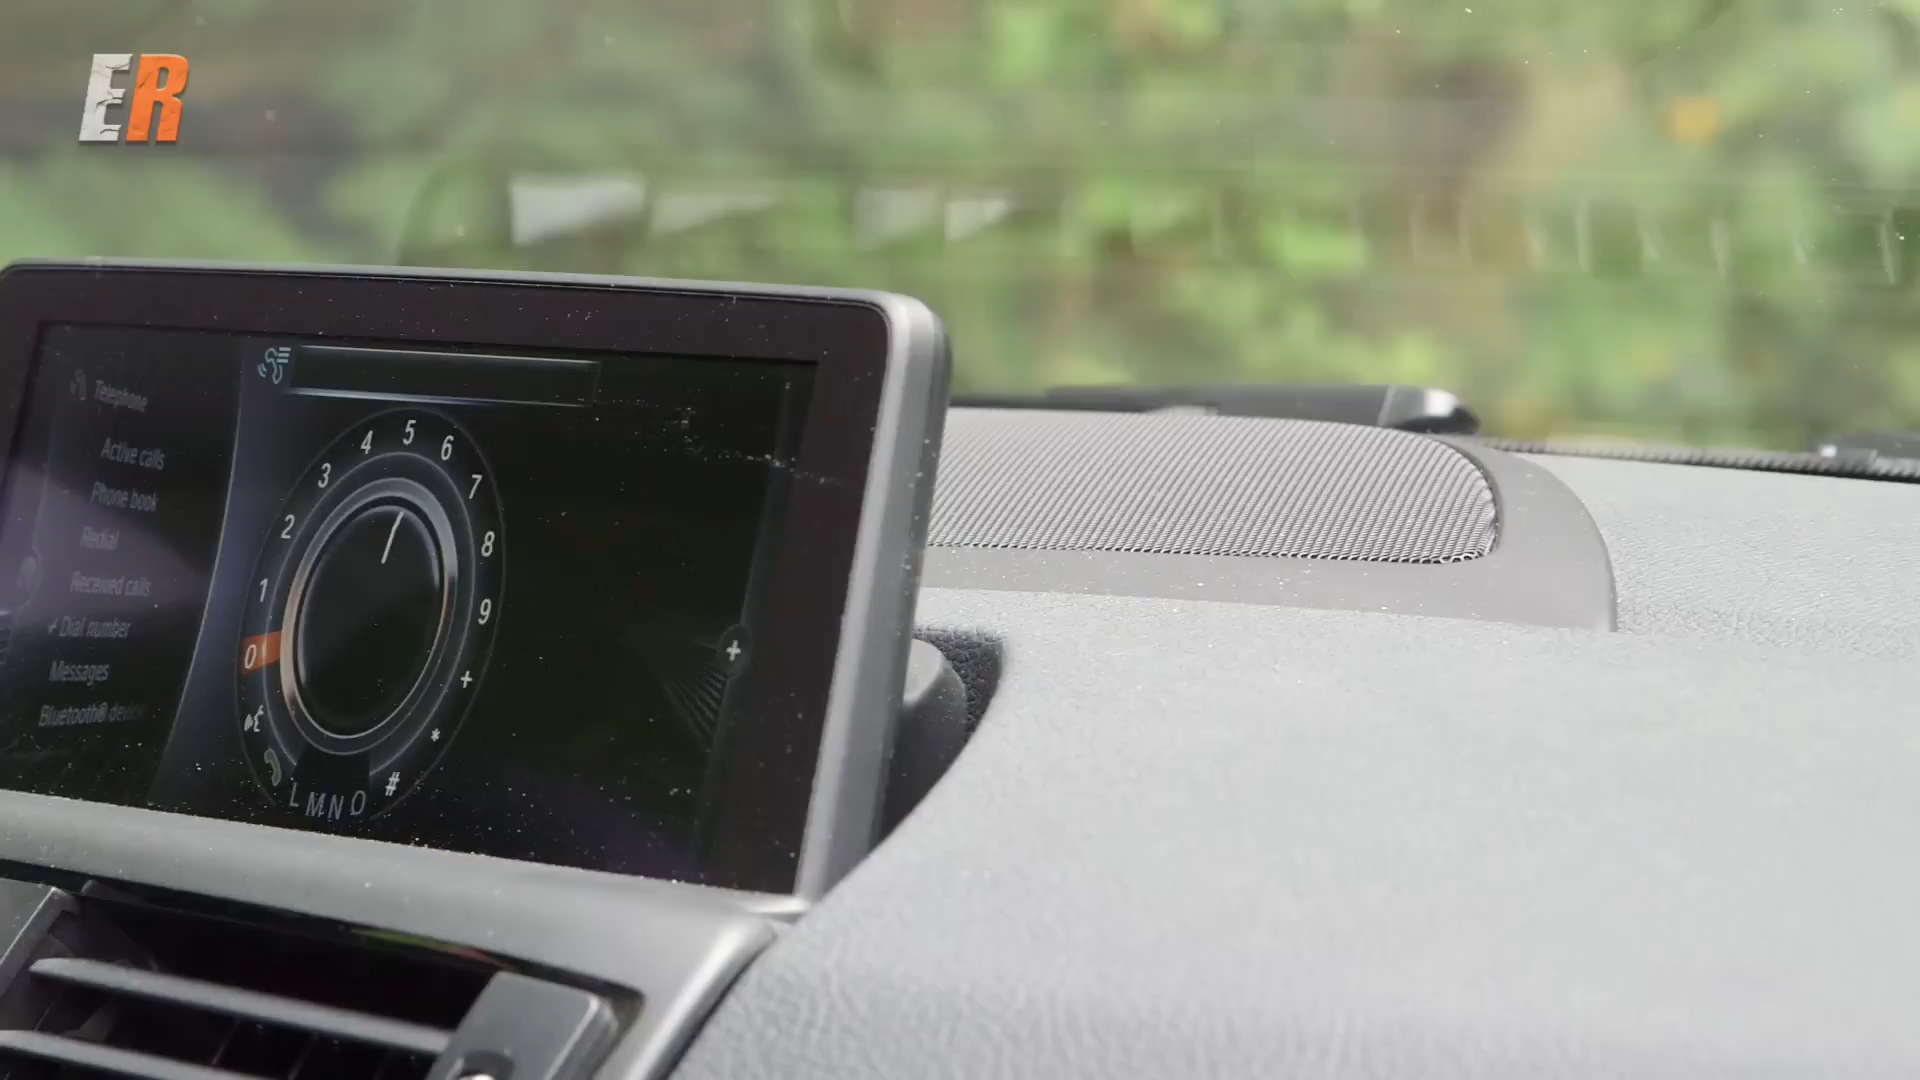 ER
Telephone
Active calls
Phone book
Redial
Received calls
Dial number
Messages
Bluetooth®
0 1 2 3 4 5 6 7 8 9 + * #
L M N O
+